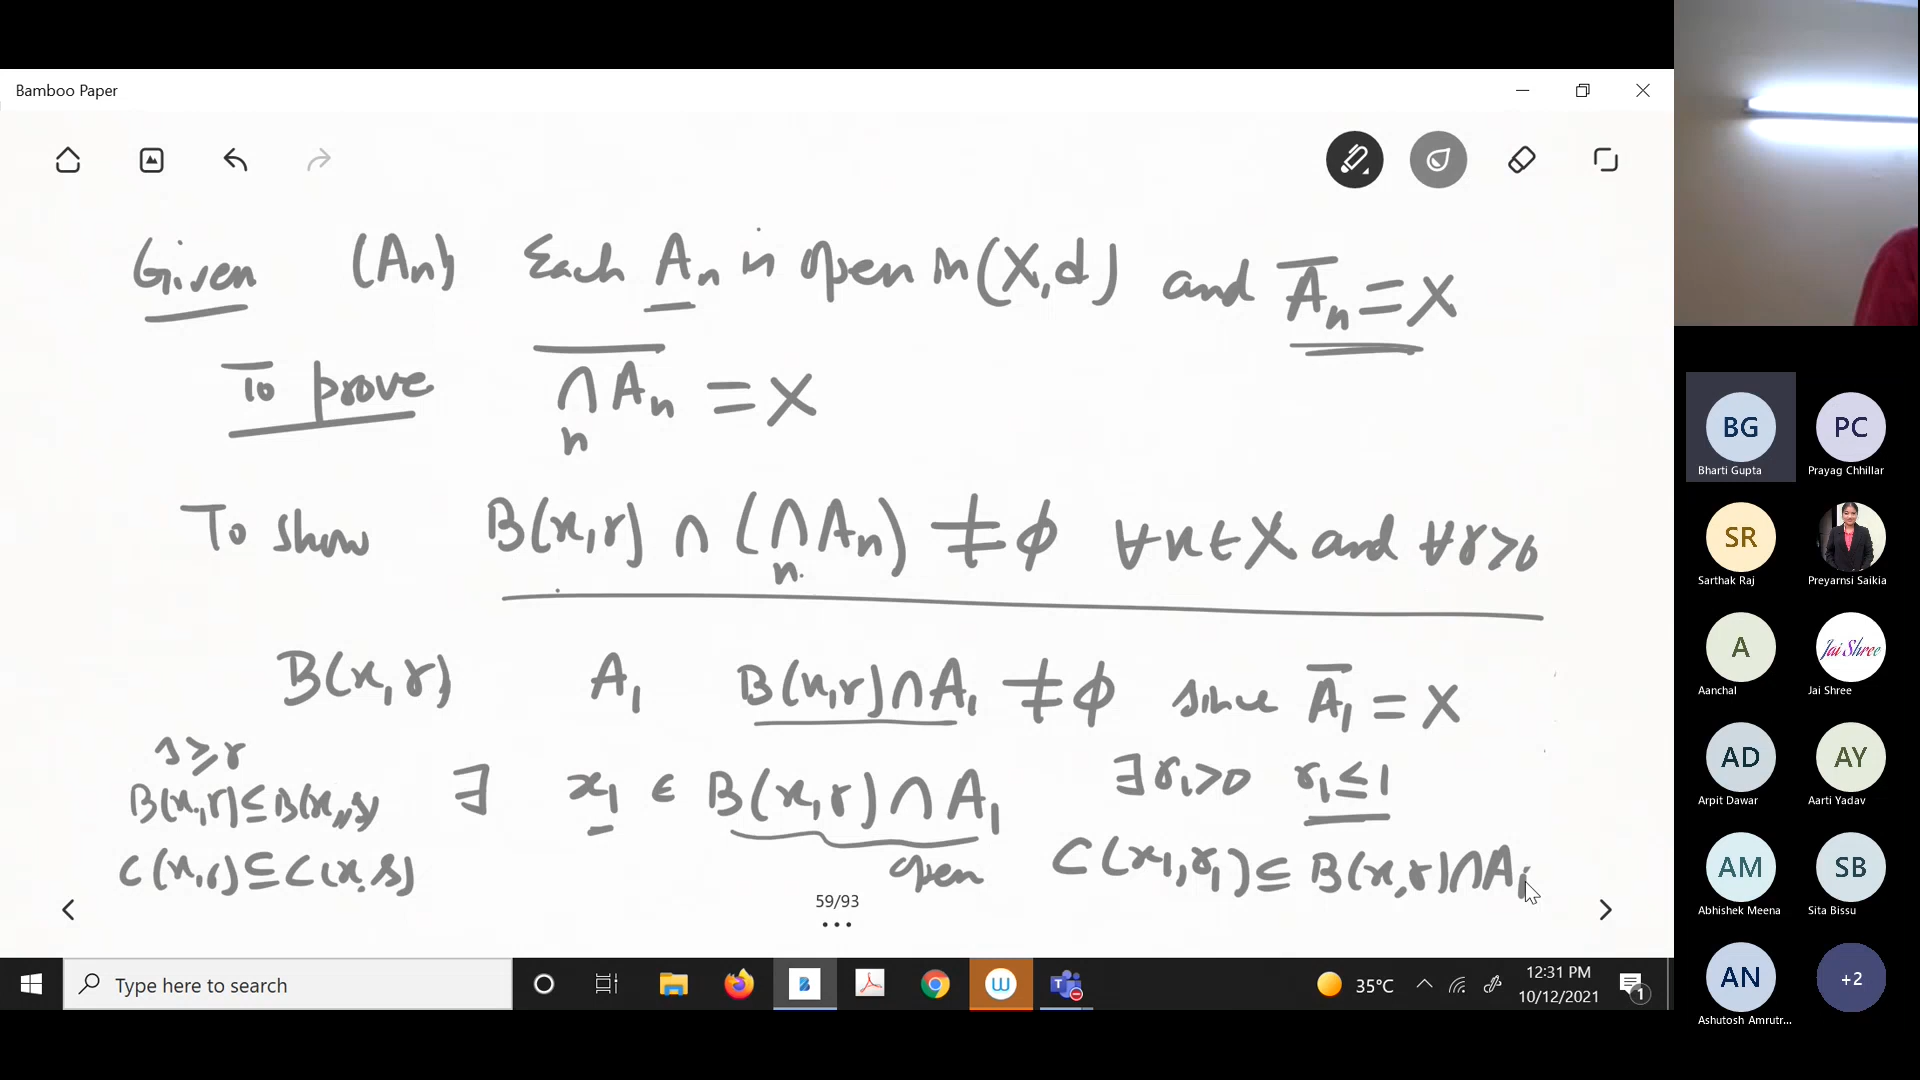 Bamboo Paper
Given (An) Each An is open in (X,d) and A̅n = X
To prove ⋂n An = X (overlined ⋂ An)
To show B(x,r) ∩ (⋂n An) ≠ ϕ ∀x∈X and ∀r>0
B(x,r) A1 B(x,r)∩A1 ≠ ϕ since A̅1 = X
s≥r
B(x,r)⊆B(x,s) ∃ x1 ∈ B(x,r)∩A1 ∃r1>0 r1≤1
C(x,r)⊆C(x,s) open C(x1,r1)⊆B(x,r)∩A1
59/93
Type here to search
35°C
12:31 PM
10/12/2021
1
BG
Bharti Gupta
PC
Prayag Chhillar
SR
Sarthak Raj
Preyarnsi Saikia
A
Aanchal
Jai Shree
Jai Shree
AD
Arpit Dawar
AY
Aarti Yadav
AM
Abhishek Meena
SB
Sita Bissu
AN
Ashutosh Amrutr...
+2